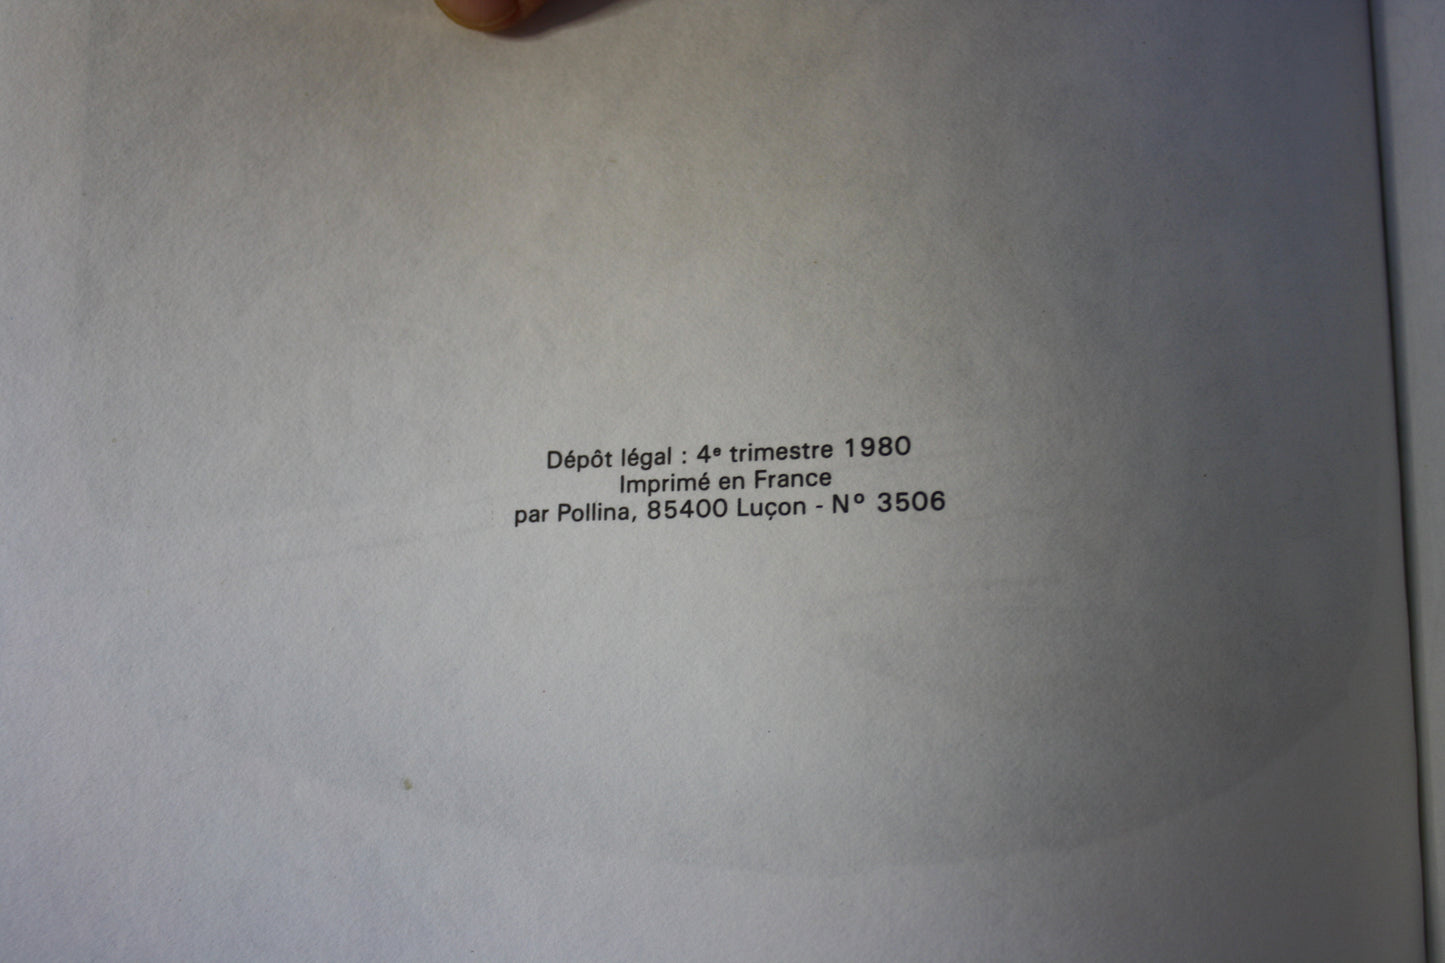 Dépôt légal : 4ᵉ trimestre 1980
Imprimé en France
par Pollina, 85400 Luçon - N° 3506